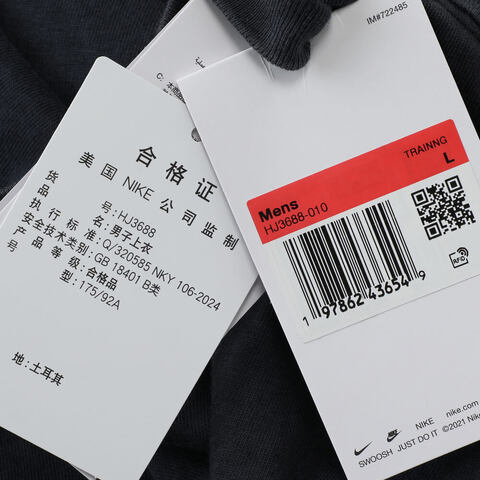 合格证
美国 NIKE 公司监制
货 号: HJ3688
品 名: 男子上衣
执行标准: Q/320585 NKY 106-2024
安全技术类别: GB 18401 B类
产品等级: 合格品
号 型: 175/92A
地: 土耳其
IM#722485
TRAINNG
L
Mens
HJ3688-010
1 97862 43654 9
RFID
NIKE nike.com
SWOOSH JUST DO IT ©2021 Nike